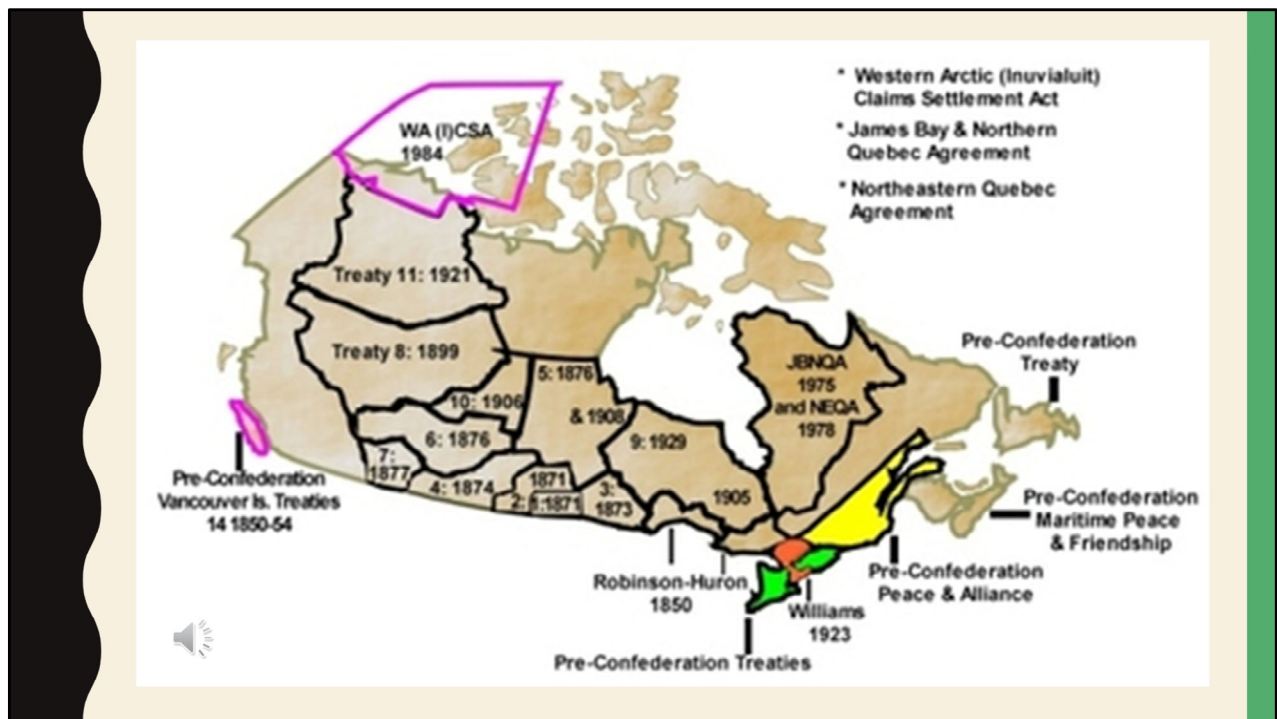 * Western Arctic (Inuvialuit)
Claims Settlement Act
* James Bay & Northern
Quebec Agreement
* Northeastern Quebec
Agreement
WA (I)CSA
1984
Treaty 11: 1921
Treaty 8: 1899
5: 1876
& 1908
10: 1906
6: 1876
7:
1877
4: 1874
1871
2:
1:1871
3:
1873
9: 1929
1905
JBNQA
1975
and NEQA
1978
Pre-Confederation
Treaty
Pre-Confederation
Vancouver Is. Treaties
14 1850-54
Pre-Confederation
Maritime Peace
& Friendship
Pre-Confederation
Peace & Alliance
Robinson-Huron
1850
Williams
1923
Pre-Confederation Treaties